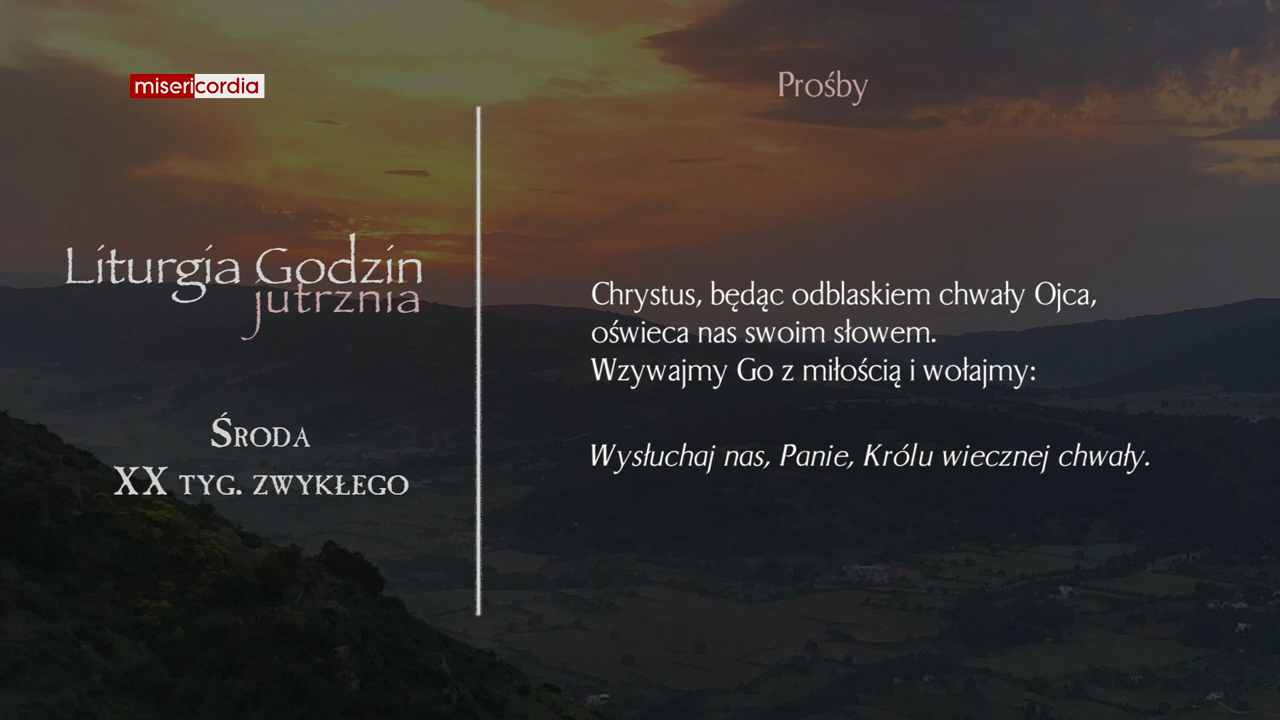 misericordia
Liturgia Godzin
jutrznia
Środa
XX tyg. zwykłego
Prośby
Chrystus, będąc odblaskiem chwały Ojca,
oświeca nas swoim słowem.
Wzywajmy Go z miłością i wołajmy:
Wysłuchaj nas, Panie, Królu wiecznej chwały.